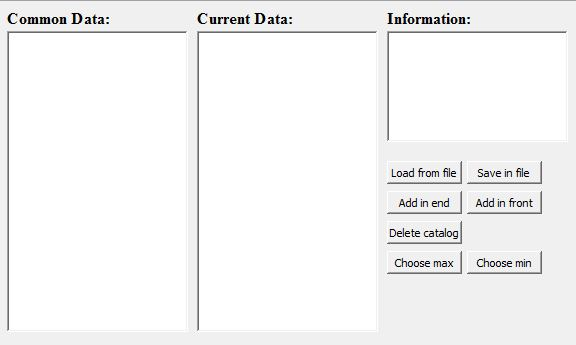 Common Data:
Current Data:
Information:
Load from file
Save in file
Add in end
Add in front
Delete catalog
Choose max
Choose min